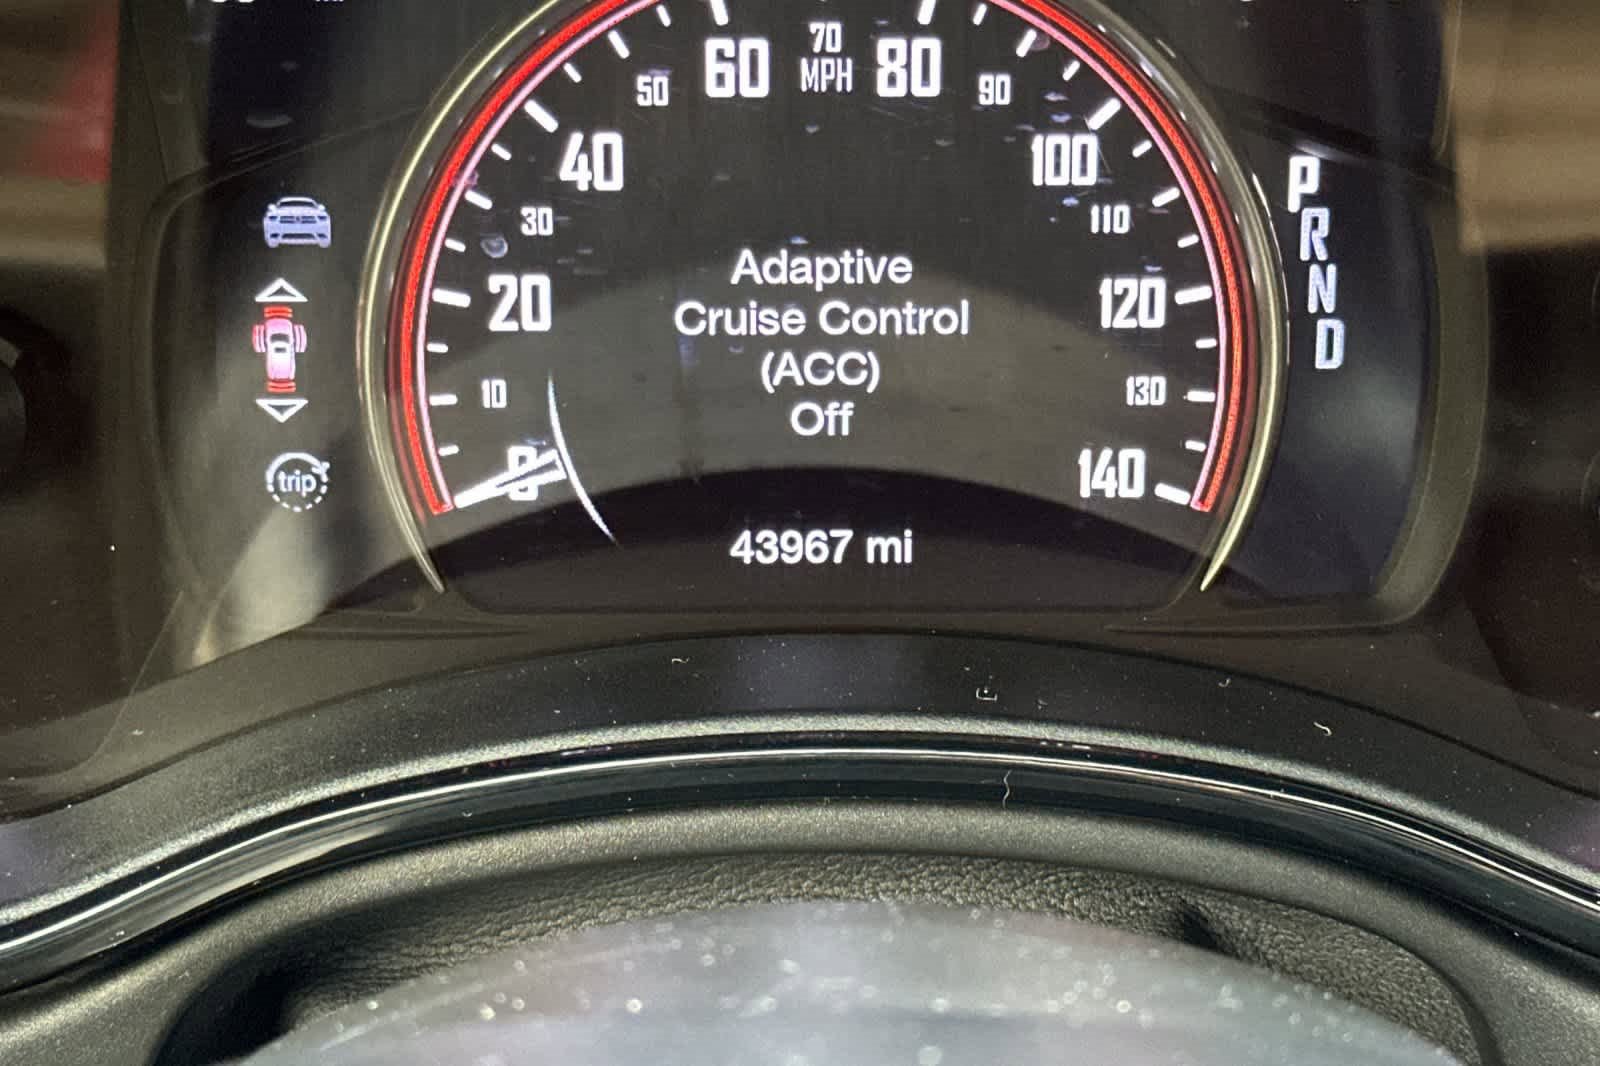 70
MPH
60
80
50
90
40
100
30
110
20
120
10
130
0
140
Adaptive
Cruise Control
(ACC)
Off
43967 mi
trip
P
R
N
D